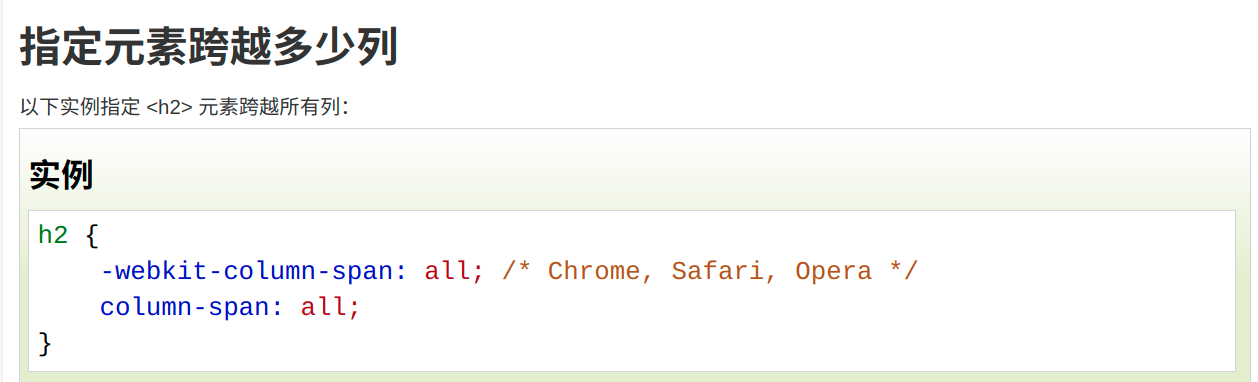 指定元素跨越多少列
以下实例指定 <h2> 元素跨越所有列：
实例
h2 {
    -webkit-column-span: all; /* Chrome, Safari, Opera */
    column-span: all;
}